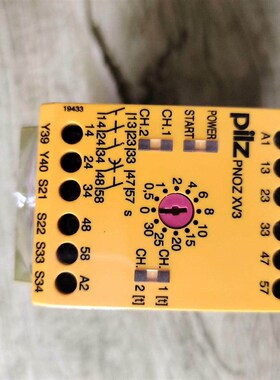 A1 13 23 33 47 57
pilz
PNOZ XV3
POWER
START
CH. 1
CH. 2
0 0,5 1 2 4 6 8 10 15 20 25 30
CH. 1 [t]
CH. 2 [t]
13 23 33 47 57 s
14 24 34 48 58
19433
14 24 34 48 58 A2
Y39 Y40 S21 S22 S33 S34